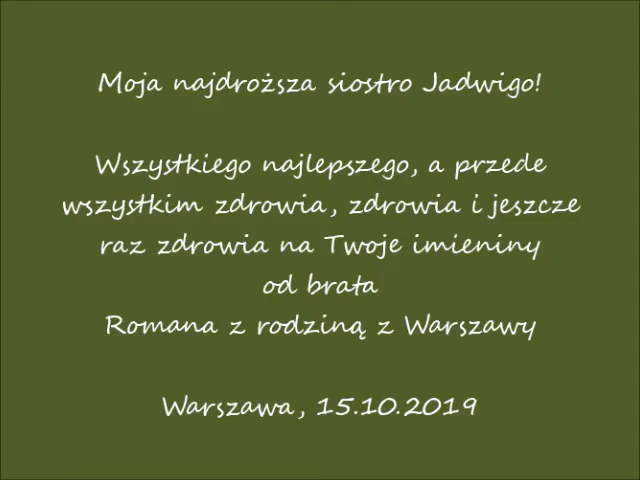 Moja najdroższa siostro Jadwigo!
Wszystkiego najlepszego, a przede
wszystkim zdrowia, zdrowia i jeszcze
raz zdrowia na Twoje imieniny
od brata
Romana z rodziną z Warszawy
Warszawa, 15.10.2019